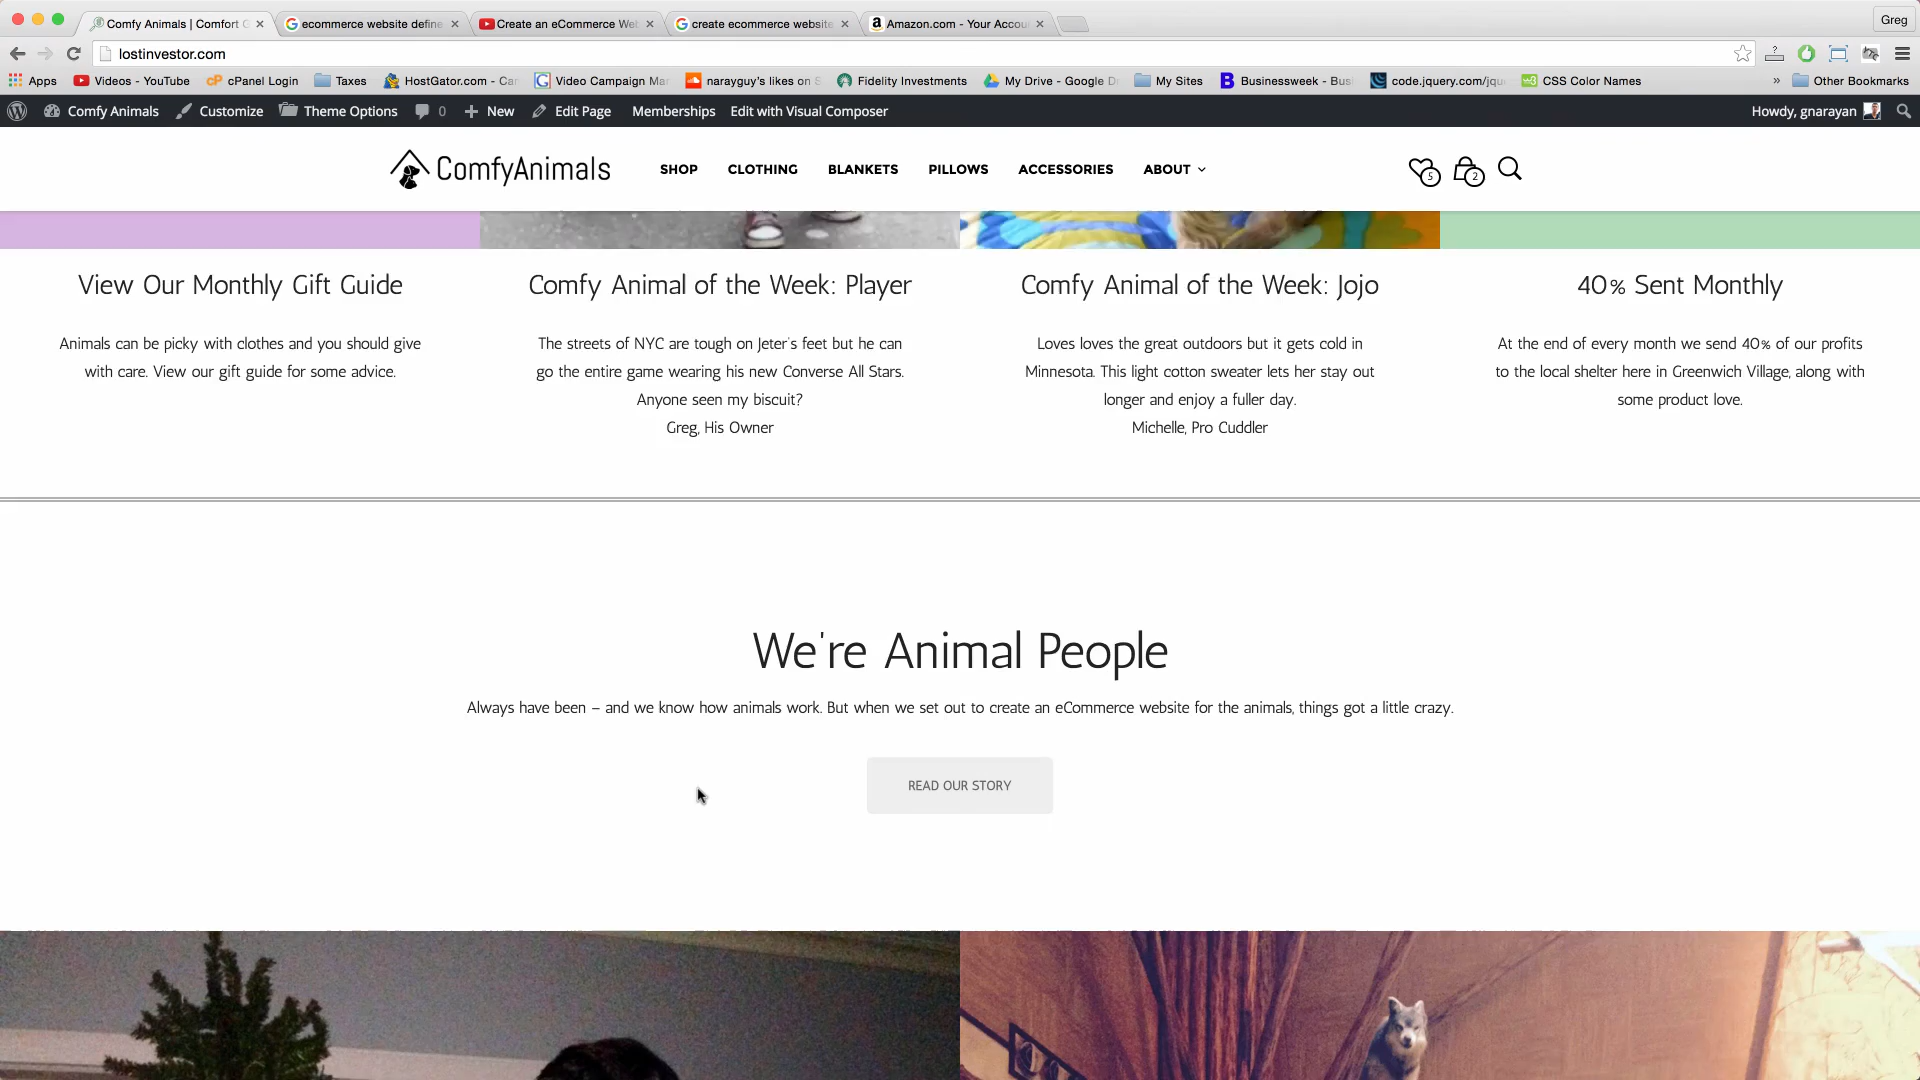 Comfy Animals | Comfort G
ecommerce website define
Create an eCommerce Web
create ecommerce website
Amazon.com - Your Accou
Greg
lostinvestor.com
Apps
Videos - YouTube
cPanel Login
Taxes
HostGator.com - Car
Video Campaign Man
narayguy's likes on S
Fidelity Investments
My Drive - Google D
My Sites
Businessweek - Bus
code.jquery.com/jqu
CSS Color Names
»
Other Bookmarks
Comfy Animals
Customize
Theme Options
0
New
Edit Page
Memberships
Edit with Visual Composer
Howdy, gnarayan
ComfyAnimals
SHOP
CLOTHING
BLANKETS
PILLOWS
ACCESSORIES
ABOUT
5
2
View Our Monthly Gift Guide
Animals can be picky with clothes and you should give
with care. View our gift guide for some advice.
Comfy Animal of the Week: Player
The streets of NYC are tough on Jeter's feet but he can
go the entire game wearing his new Converse All Stars.
Anyone seen my biscuit?
Greg, His Owner
Comfy Animal of the Week: Jojo
Loves loves the great outdoors but it gets cold in
Minnesota. This light cotton sweater lets her stay out
longer and enjoy a fuller day.
Michelle, Pro Cuddler
40% Sent Monthly
At the end of every month we send 40% of our profits
to the local shelter here in Greenwich Village, along with
some product love.
We're Animal People
Always have been – and we know how animals work. But when we set out to create an eCommerce website for the animals, things got a little crazy.
READ OUR STORY